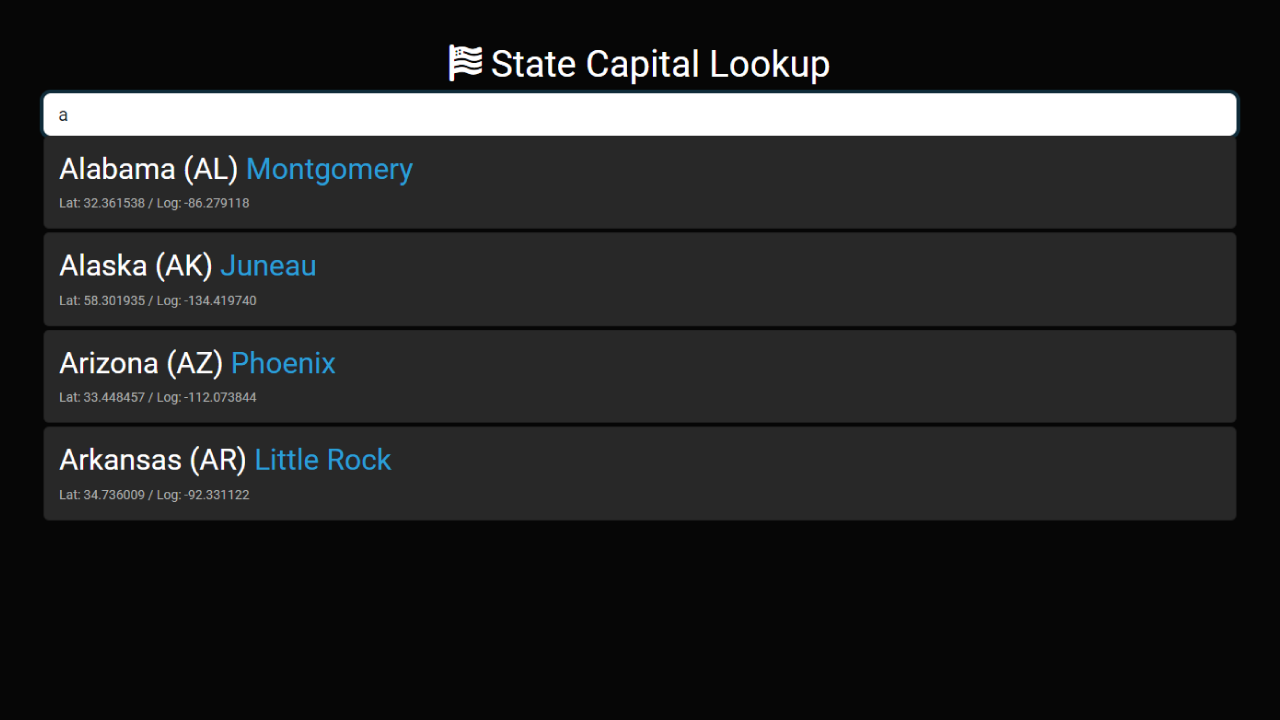 State Capital Lookup
a
Alabama (AL) Montgomery
Lat: 32.361538 / Log: -86.279118
Alaska (AK) Juneau
Lat: 58.301935 / Log: -134.419740
Arizona (AZ) Phoenix
Lat: 33.448457 / Log: -112.073844
Arkansas (AR) Little Rock
Lat: 34.736009 / Log: -92.331122